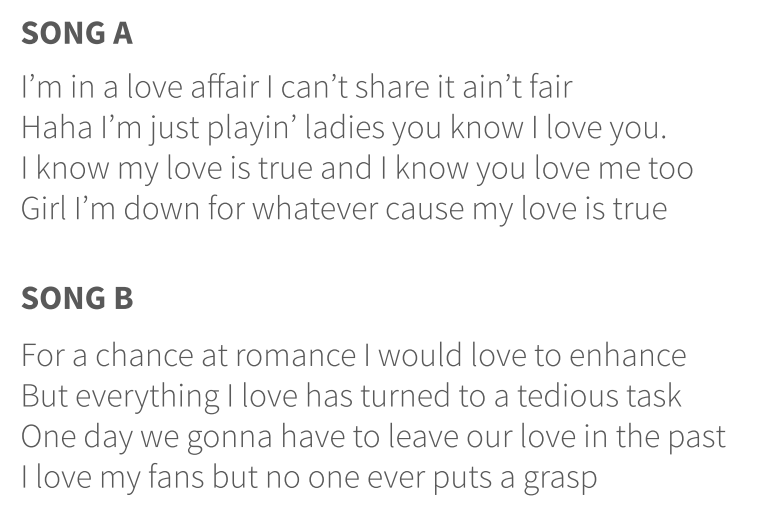 SONG A
I’m in a love affair I can’t share it ain’t fair
Haha I’m just playin’ ladies you know I love you.
I know my love is true and I know you love me too
Girl I’m down for whatever cause my love is true
SONG B
For a chance at romance I would love to enhance
But everything I love has turned to a tedious task
One day we gonna have to leave our love in the past
I love my fans but no one ever puts a grasp